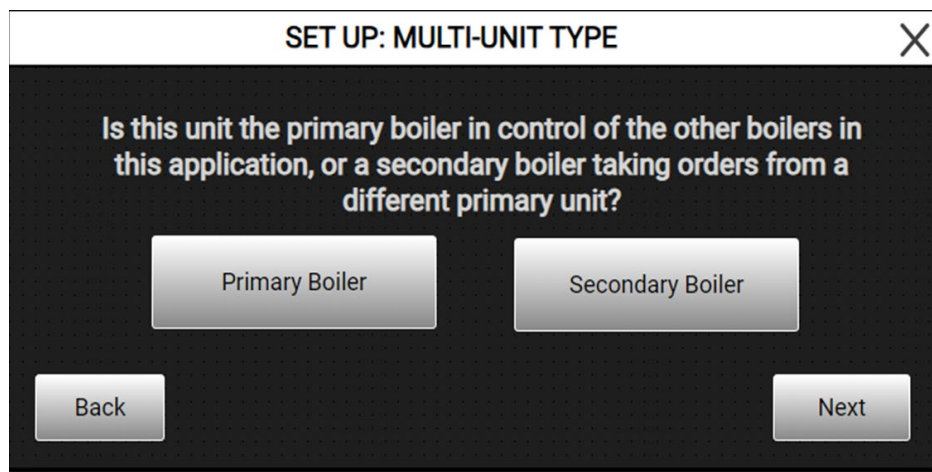 SET UP: MULTI-UNIT TYPE
Is this unit the primary boiler in control of the other boilers in
this application, or a secondary boiler taking orders from a
different primary unit?
Primary Boiler
Secondary Boiler
Back
Next